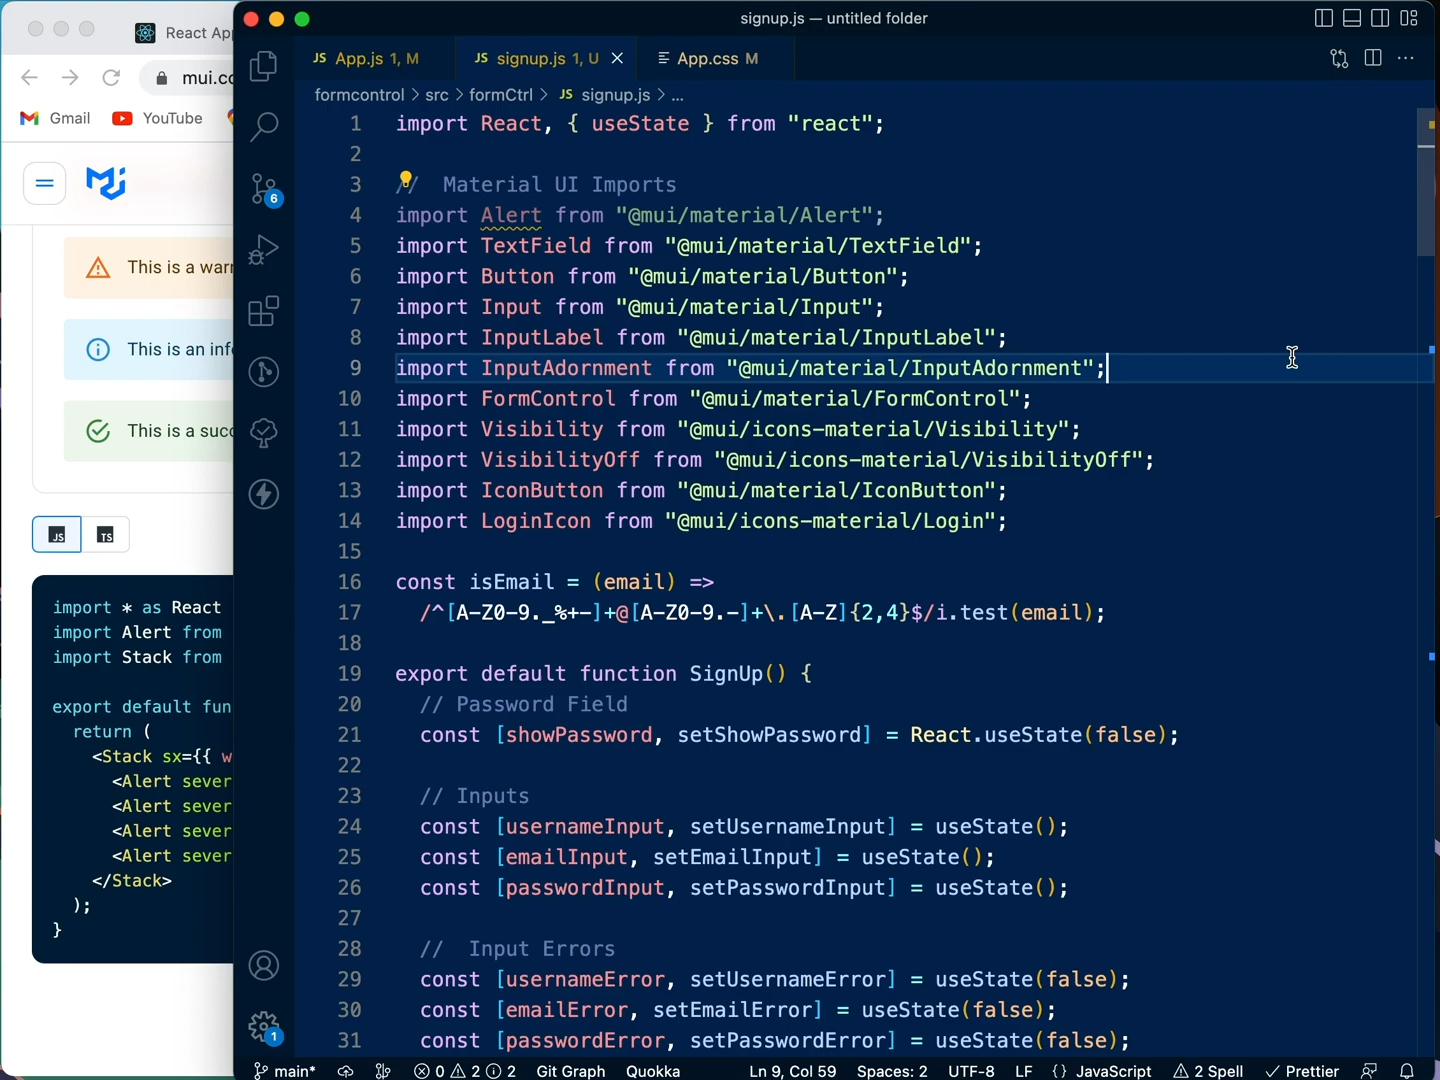 React App
mui.co
Gmail
YouTube
This is a warn
This is an info
This is a succ
JS
TS
import * as React
import Alert from
import Stack from
export default fun
return (
<Stack sx={{ w
<Alert sever
<Alert sever
<Alert sever
<Alert sever
</Stack>
);
}
signup.js — untitled folder
JS App.js 1, M
JS signup.js 1, U
App.css M
formcontrol > src > formCtrl > JS signup.js > ...
1 import React, { useState } from "react";
2
3 // Material UI Imports
4 import Alert from "@mui/material/Alert";
5 import TextField from "@mui/material/TextField";
6 import Button from "@mui/material/Button";
7 import Input from "@mui/material/Input";
8 import InputLabel from "@mui/material/InputLabel";
9 import InputAdornment from "@mui/material/InputAdornment";
10 import FormControl from "@mui/material/FormControl";
11 import Visibility from "@mui/icons-material/Visibility";
12 import VisibilityOff from "@mui/icons-material/VisibilityOff";
13 import IconButton from "@mui/material/IconButton";
14 import LoginIcon from "@mui/icons-material/Login";
15
16 const isEmail = (email) =>
17 /^[A-Z0-9._%+-]+@[A-Z0-9.-]+\.[A-Z]{2,4}$/i.test(email);
18
19 export default function SignUp() {
20 // Password Field
21 const [showPassword, setShowPassword] = React.useState(false);
22
23 // Inputs
24 const [usernameInput, setUsernameInput] = useState();
25 const [emailInput, setEmailInput] = useState();
26 const [passwordInput, setPasswordInput] = useState();
27
28 // Input Errors
29 const [usernameError, setUsernameError] = useState(false);
30 const [emailError, setEmailError] = useState(false);
31 const [passwordError, setPasswordError] = useState(false);
6
1
main* 0 2 2 Git Graph Quokka Ln 9, Col 59 Spaces: 2 UTF-8 LF {} JavaScript 2 Spell Prettier